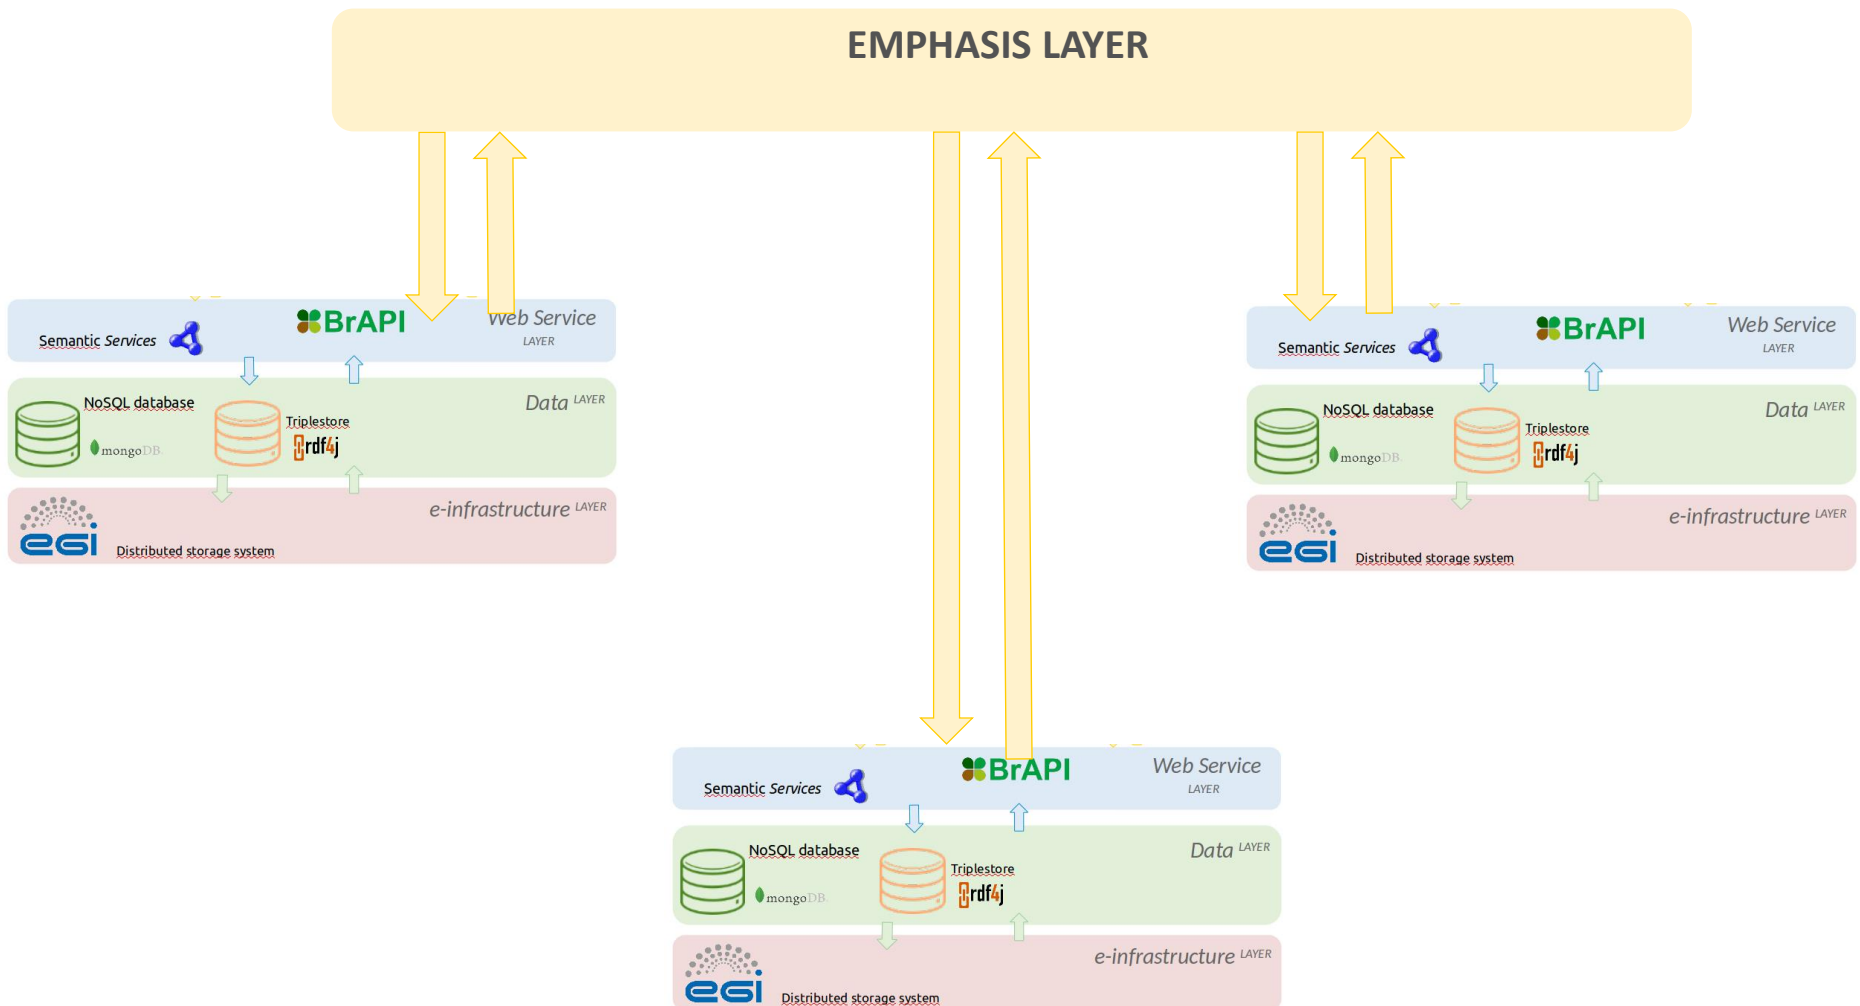 EMPHASIS LAYER
BrAPI
Web Service
LAYER
Semantic Services
NoSQL database
Data LAYER
Triplestore
mongoDB.
rdf4j
e-infrastructure LAYER
egi
Distributed storage system
BrAPI
Web Service
LAYER
Semantic Services
NoSQL database
Data LAYER
Triplestore
mongoDB.
rdf4j
e-infrastructure LAYER
egi
Distributed storage system
BrAPI
Web Service
LAYER
Semantic Services
NoSQL database
Data LAYER
Triplestore
mongoDB.
rdf4j
e-infrastructure LAYER
egi
Distributed storage system